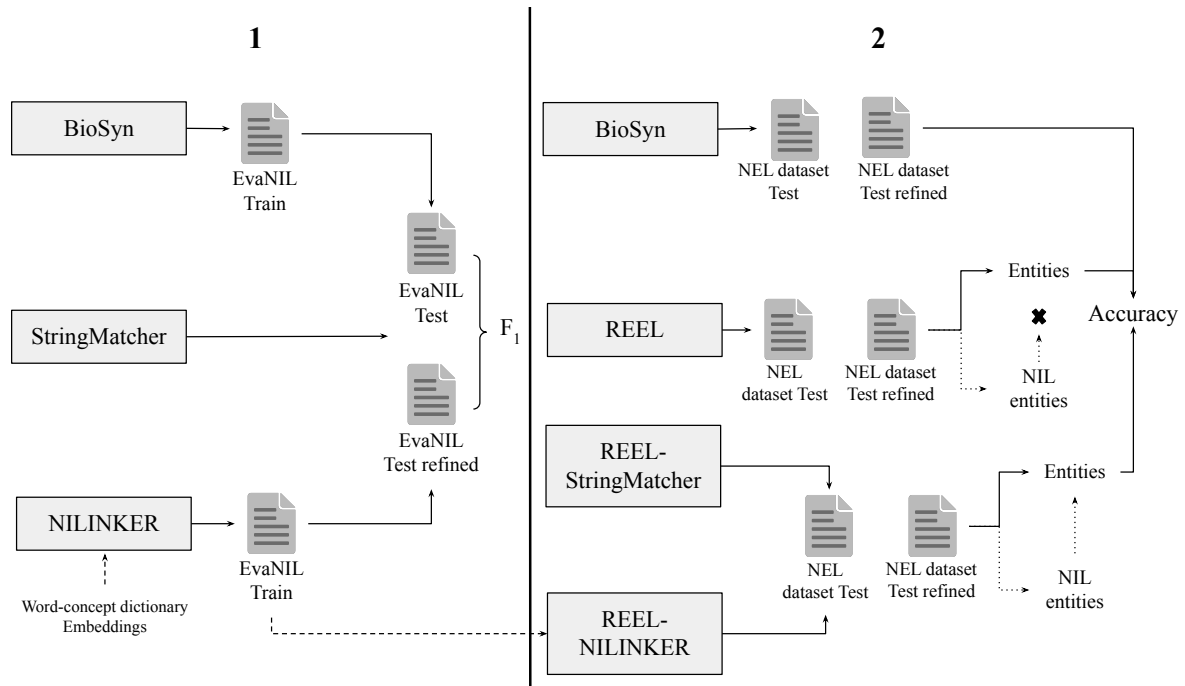 1
BioSyn
EvaNIL
Train
EvaNIL
Test
StringMatcher
F1
EvaNIL
Test refined
NILINKER
EvaNIL
Train
Word-concept dictionary
Embeddings
2
BioSyn
NEL dataset
Test
NEL dataset
Test refined
REEL
NEL
dataset Test
NEL dataset
Test refined
Entities
NIL
entities
Accuracy
REEL-
StringMatcher
NEL
dataset Test
NEL dataset
Test refined
Entities
NIL
entities
REEL-
NILINKER